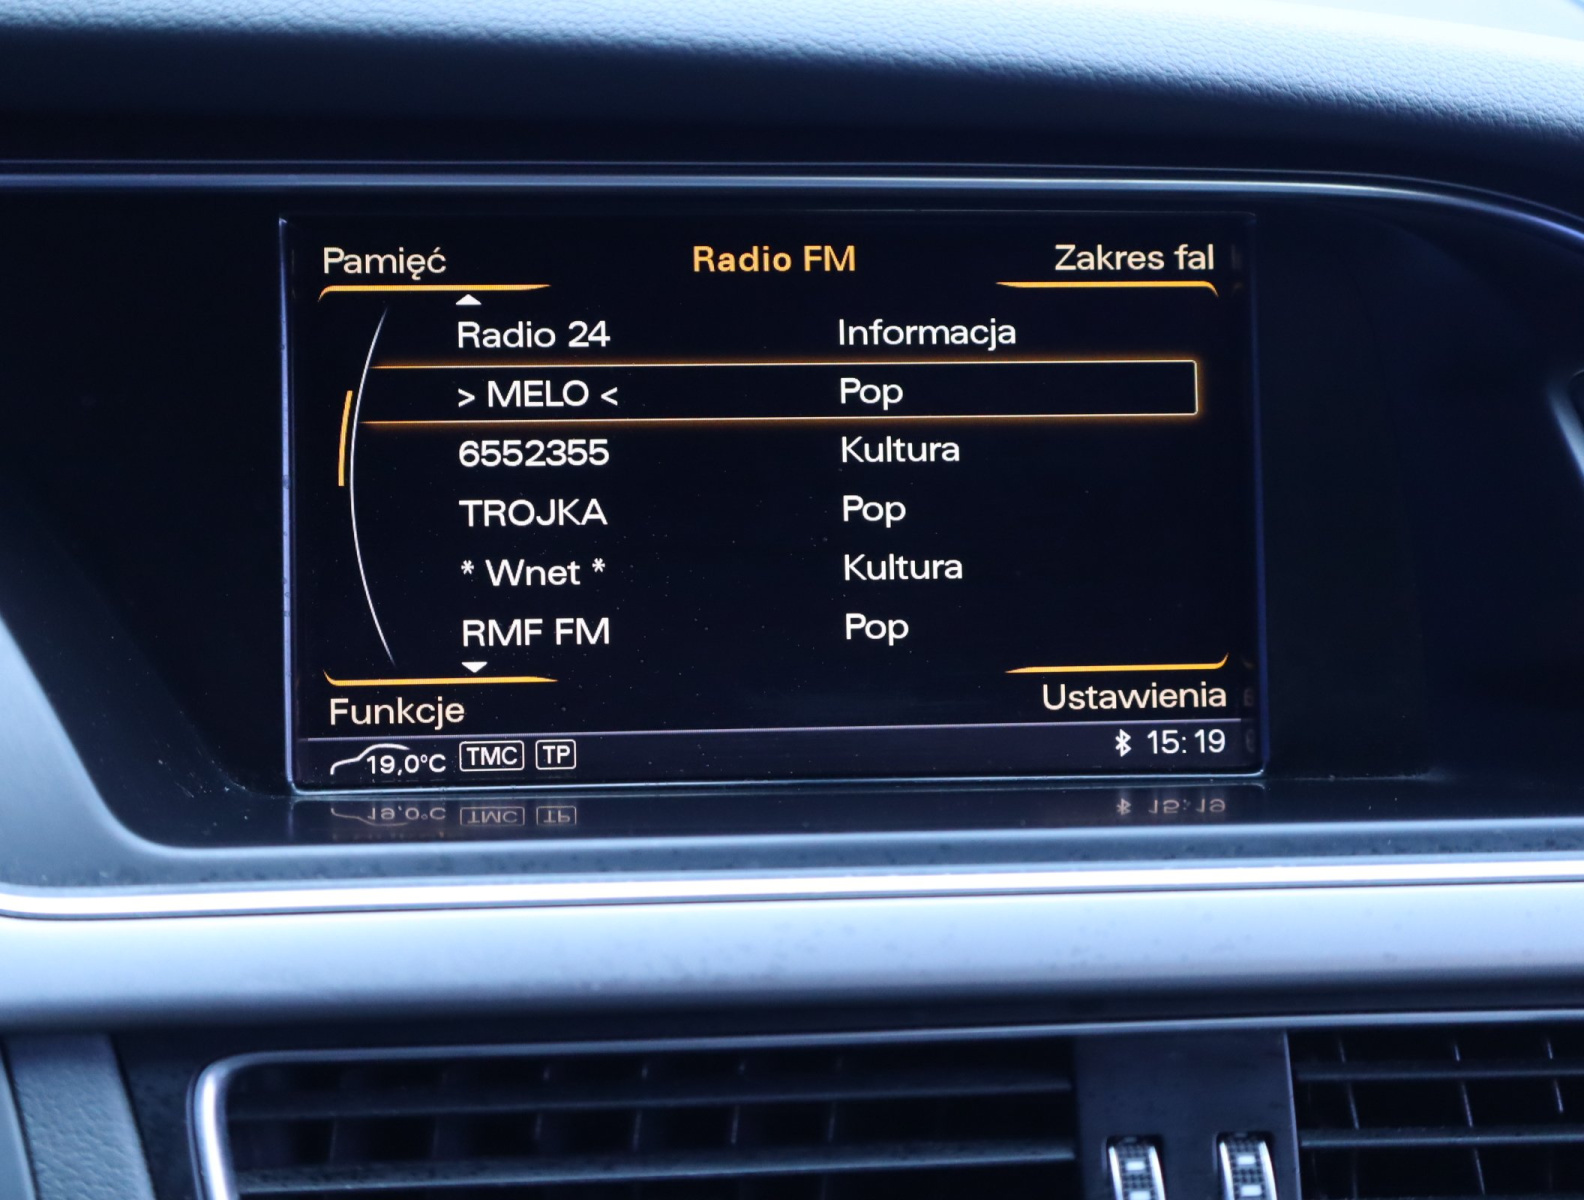 Pamięć Radio FM Zakres fal
Radio 24 Informacja
> MELO < Pop
6552355 Kultura
TROJKA Pop
* Wnet * Kultura
RMF FM Pop
Funkcje Ustawienia
19,0°C TMC TP 15:19